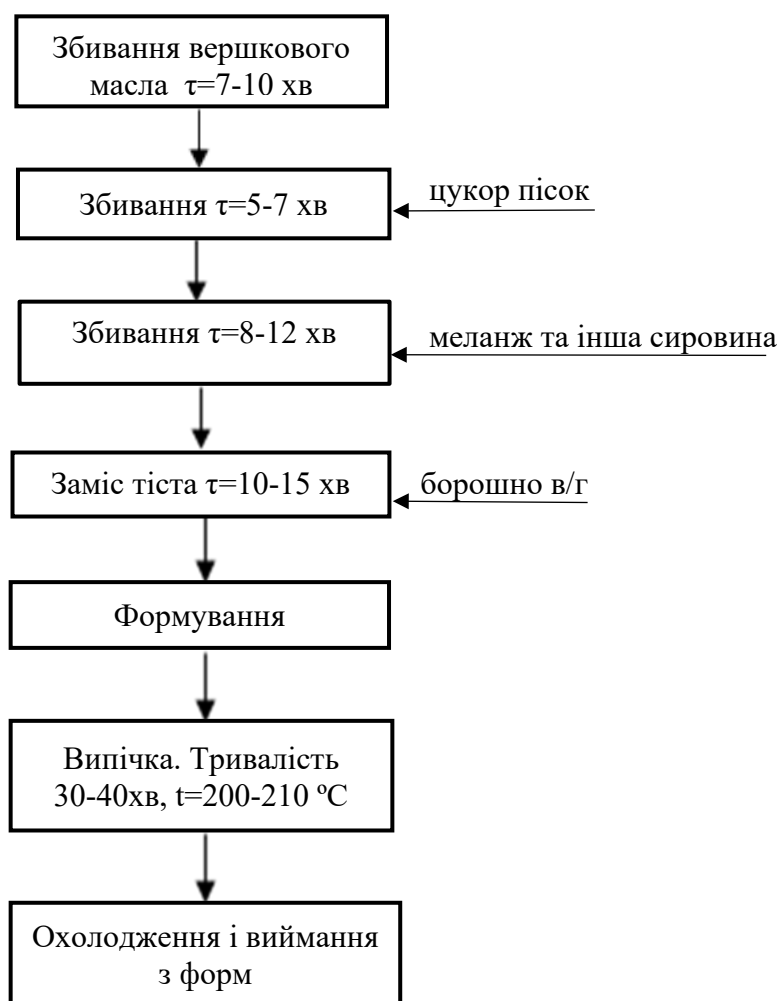 Збивання вершкового
масла τ=7-10 хв
Збивання τ=5-7 хв
цукор пісок
Збивання τ=8-12 хв
меланж та інша сировина
Заміс тіста τ=10-15 хв
борошно в/г
Формування
Випічка. Тривалість
30-40хв, t=200-210 ºС
Охолодження і виймання
з форм